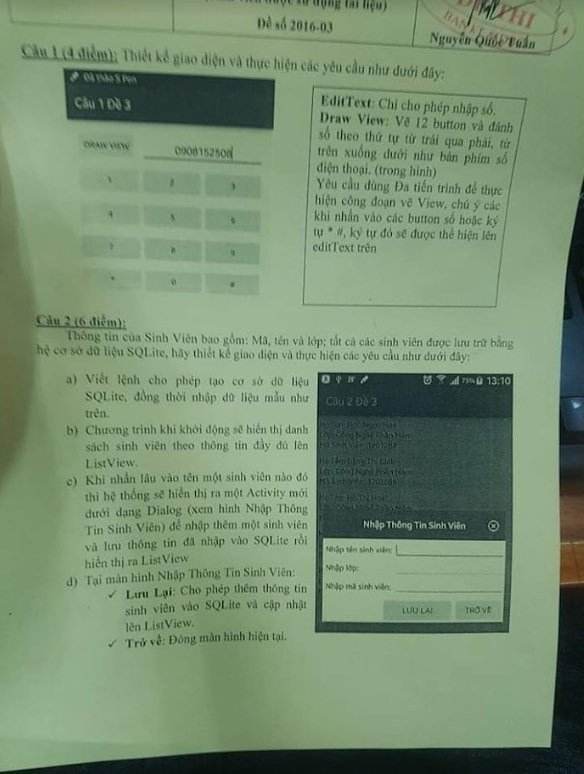 được sử dụng tài liệu)
Đề số 2016-03
Nguyễn Quốc Tuấn
Câu 1 (4 điểm): Thiết kế giao diện và thực hiện các yêu cầu như dưới đây:
Câu 1 Đề 3
DRAW VIEW
0908152508
1 2 3
4 5 6
7 8 9
* 0 #
EditText: Chỉ cho phép nhập số.
Draw View: Vẽ 12 button và đánh
số theo thứ tự từ trái qua phải, từ
trên xuống dưới như bàn phím số
điện thoại. (trong hình)
Yêu cầu dùng Đa tiến trình để thực
hiện công đoạn vẽ View, chú ý các
khi nhấn vào các button số hoặc ký
tự * #, ký tự đó sẽ được thể hiện lên
editText trên
Câu 2 (6 điểm):
Thông tin của Sinh Viên bao gồm: Mã, tên và lớp; tất cả các sinh viên được lưu trữ bằng
hệ cơ sở dữ liệu SQLite, hãy thiết kế giao diện và thực hiện các yêu cầu như dưới đây:
a) Viết lệnh cho phép tạo cơ sở dữ liệu
SQLite, đồng thời nhập dữ liệu mẫu như
trên.
b) Chương trình khi khởi động sẽ hiển thị danh
sách sinh viên theo thông tin đầy đủ lên
ListView.
c) Khi nhấn lâu vào tên một sinh viên nào đó
thì hệ thống sẽ hiển thị ra một Activity mới
dưới dạng Dialog (xem hình Nhập Thông
Tin Sinh Viên) để nhập thêm một sinh viên
và lưu thông tin đã nhập vào SQLite rồi
hiển thị ra ListView
d) Tại màn hình Nhập Thông Tin Sinh Viên:
✓ Lưu Lại: Cho phép thêm thông tin
sinh viên vào SQLite và cập nhật
lên ListView.
✓ Trở về: Đóng màn hình hiện tại.
75% 13:10
Câu 2 Đề 3
Nhập Thông Tin Sinh Viên
Nhập tên sinh viên:
Nhập lớp:
Nhập mã sinh viên:
LƯU LẠI TRỞ VỀ